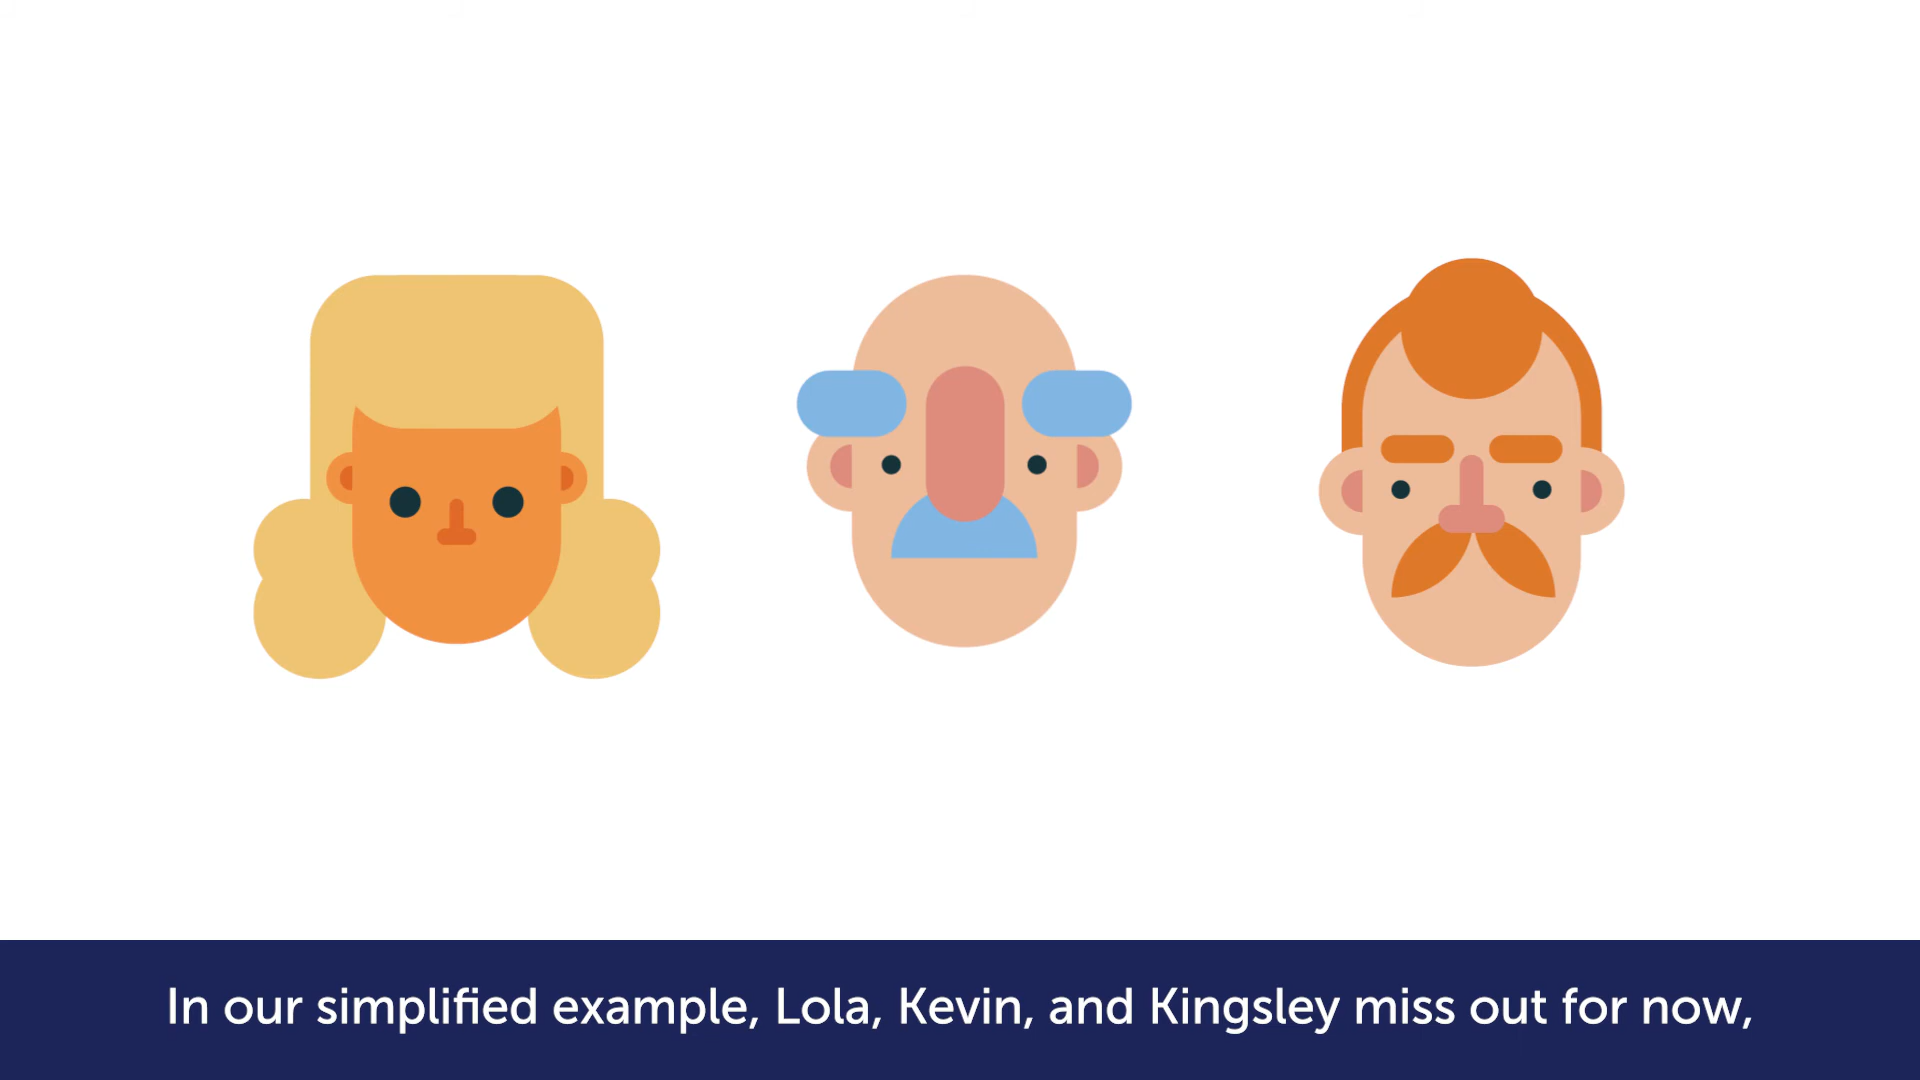 In our simplified example, Lola, Kevin, and Kingsley miss out for now,